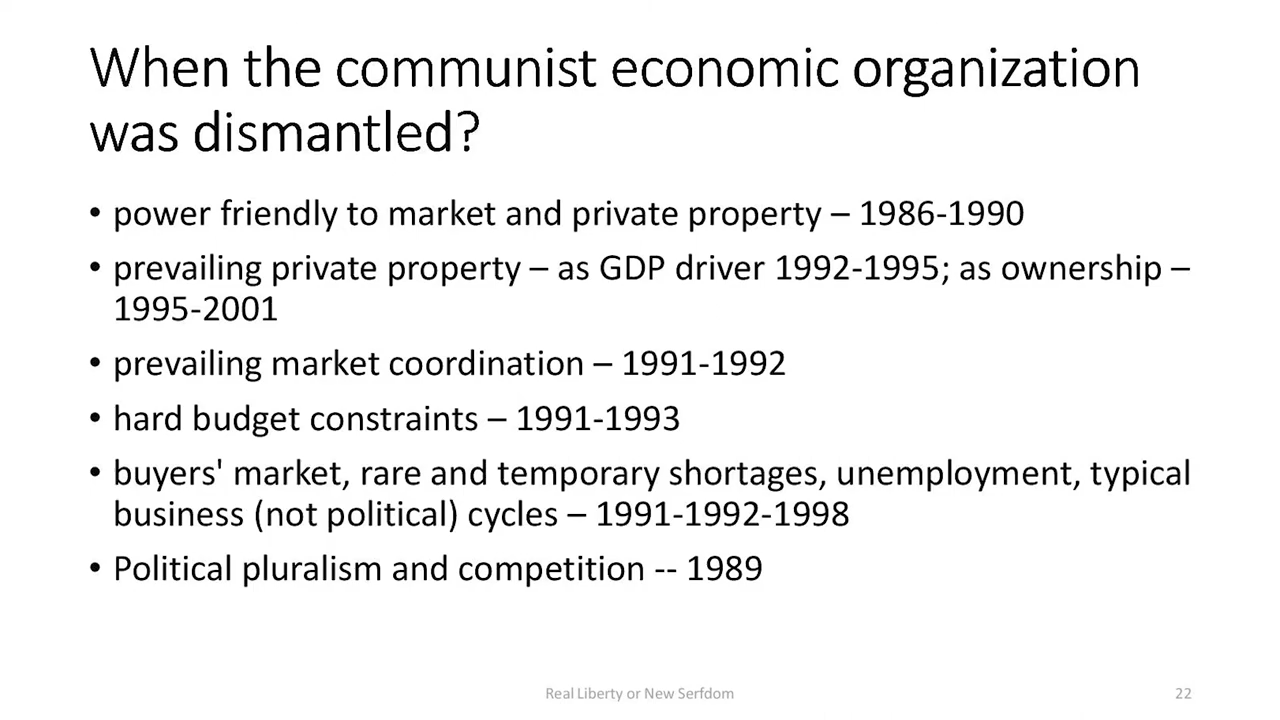 When the communist economic organization
was dismantled?
• power friendly to market and private property – 1986-1990
• prevailing private property – as GDP driver 1992-1995; as ownership –
1995-2001
• prevailing market coordination – 1991-1992
• hard budget constraints – 1991-1993
• buyers' market, rare and temporary shortages, unemployment, typical
business (not political) cycles – 1991-1992-1998
• Political pluralism and competition -- 1989
Real Liberty or New Serfdom
22